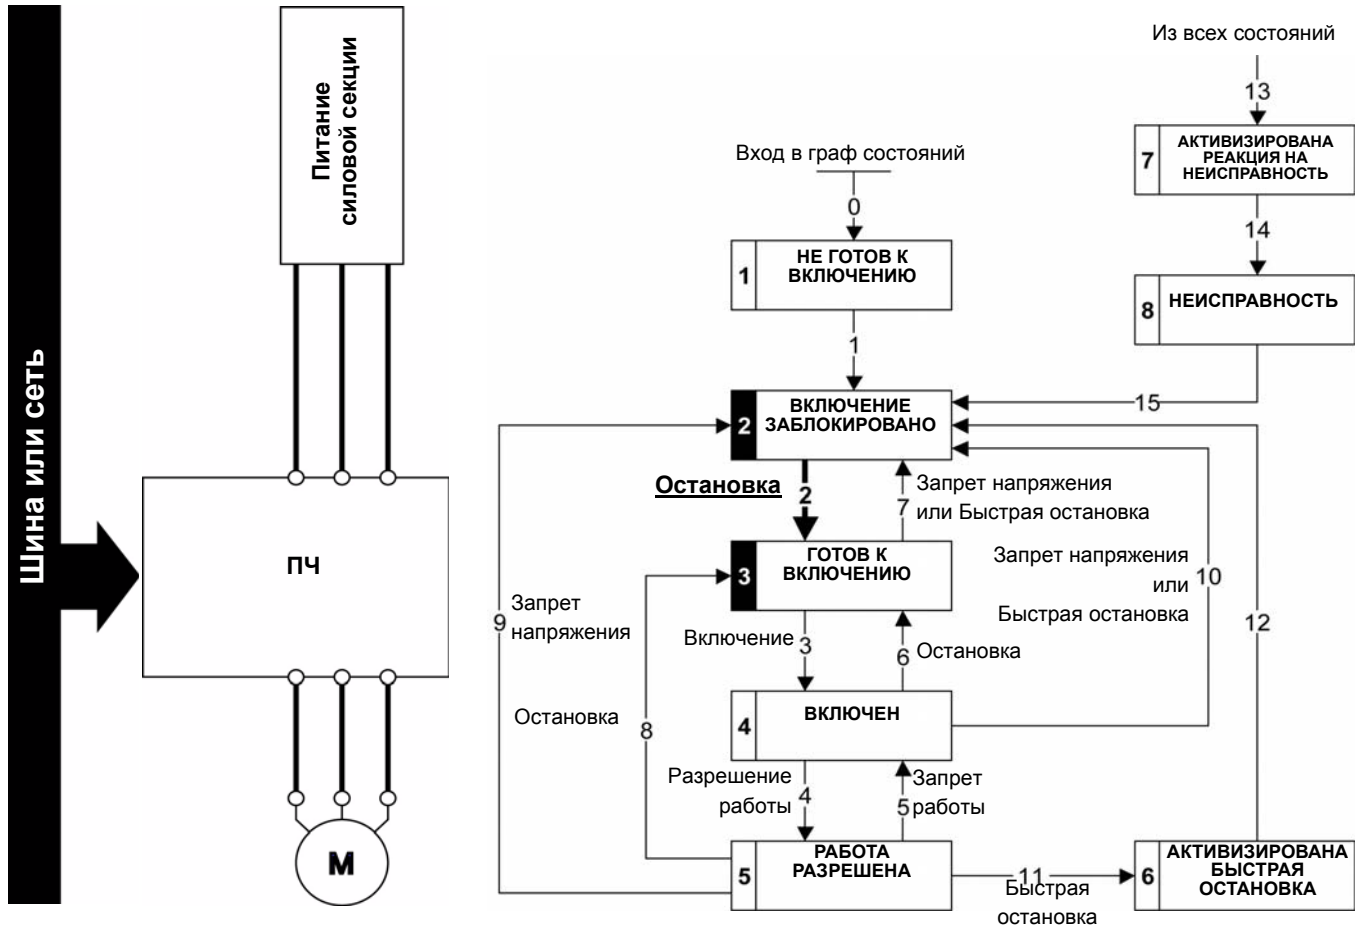 Шина или сеть
Питание
силовой секции
ПЧ
М
Из всех состояний
13
7
АКТИВИЗИРОВАНА
РЕАКЦИЯ НА
НЕИСПРАВНОСТЬ
14
8
НЕИСПРАВНОСТЬ
15
Вход в граф состояний
0
1
НЕ ГОТОВ К
ВКЛЮЧЕНИЮ
1
2
ВКЛЮЧЕНИЕ
ЗАБЛОКИРОВАНО
Остановка
2
7
Запрет напряжения
или Быстрая остановка
3
ГОТОВ К
ВКЛЮЧЕНИЮ
Запрет напряжения
или
Быстрая остановка
10
12
9
Запрет
напряжения
Включение
3
6
Остановка
Остановка
8
4
ВКЛЮЧЕН
Разрешение
работы
4
5
Запрет
работы
5
РАБОТА
РАЗРЕШЕНА
11
Быстрая
остановка
6
АКТИВИЗИРОВАНА
БЫСТРАЯ
ОСТАНОВКА